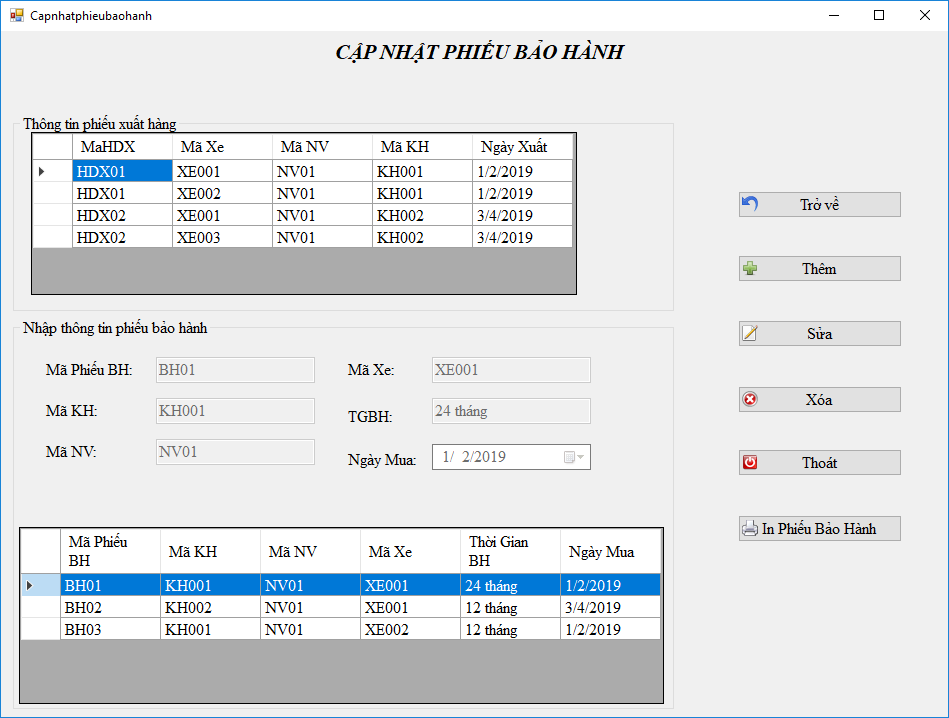 Capnhatphieubaohanh
CẬP NHẬT PHIẾU BẢO HÀNH
Thông tin phiếu xuất hàng
MaHDX Mã Xe Mã NV Mã KH Ngày Xuất
HDX01 XE001 NV01 KH001 1/2/2019
HDX01 XE002 NV01 KH001 1/2/2019
HDX02 XE001 NV01 KH002 3/4/2019
HDX02 XE003 NV01 KH002 3/4/2019
Trở về
Thêm
Sửa
Xóa
Thoát
In Phiếu Bảo Hành
Nhập thông tin phiếu bảo hành
Mã Phiếu BH: BH01 Mã Xe: XE001
Mã KH: KH001 TGBH: 24 tháng
Mã NV: NV01 Ngày Mua: 1/ 2/2019
Mã Phiếu BH Mã KH Mã NV Mã Xe Thời Gian BH Ngày Mua
BH01 KH001 NV01 XE001 24 tháng 1/2/2019
BH02 KH002 NV01 XE001 12 tháng 3/4/2019
BH03 KH001 NV01 XE002 12 tháng 1/2/2019